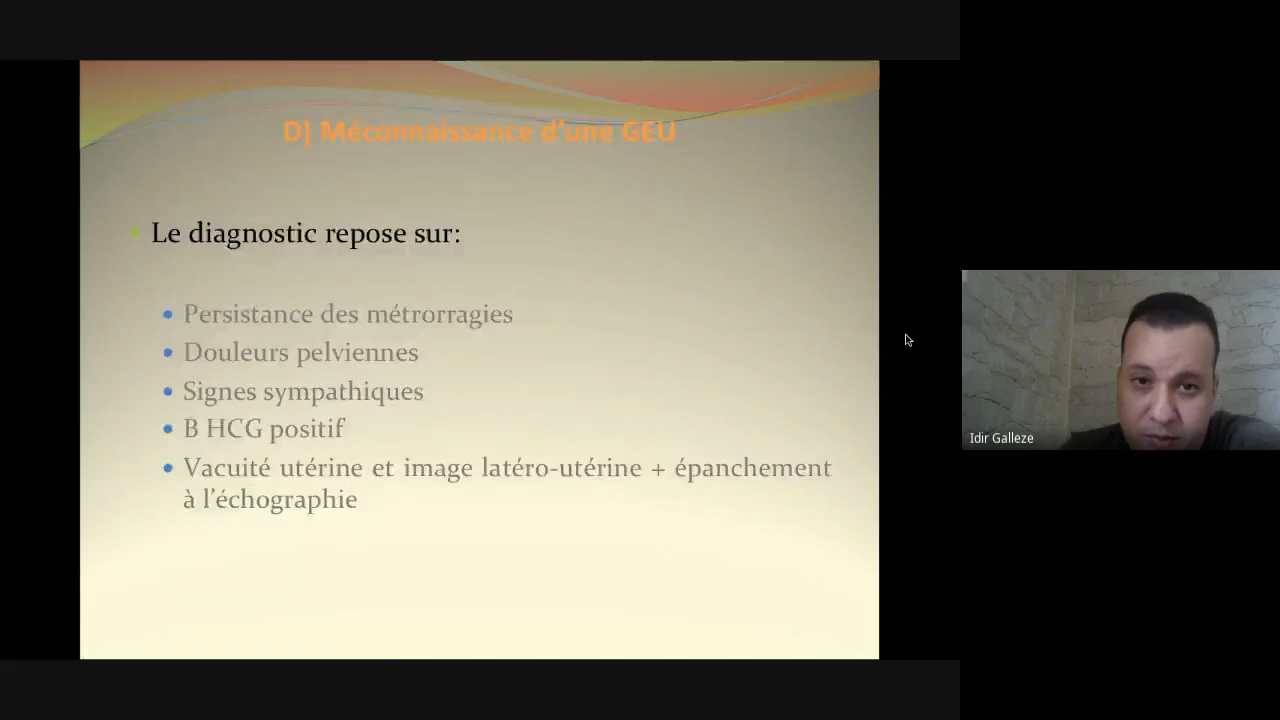 D) Méconnaissance d'une GEU
Le diagnostic repose sur:
Persistance des métrorragies
Douleurs pelviennes
Signes sympathiques
B HCG positif
Vacuité utérine et image latéro-utérine + épanchement
à l'échographie
Idir Galleze